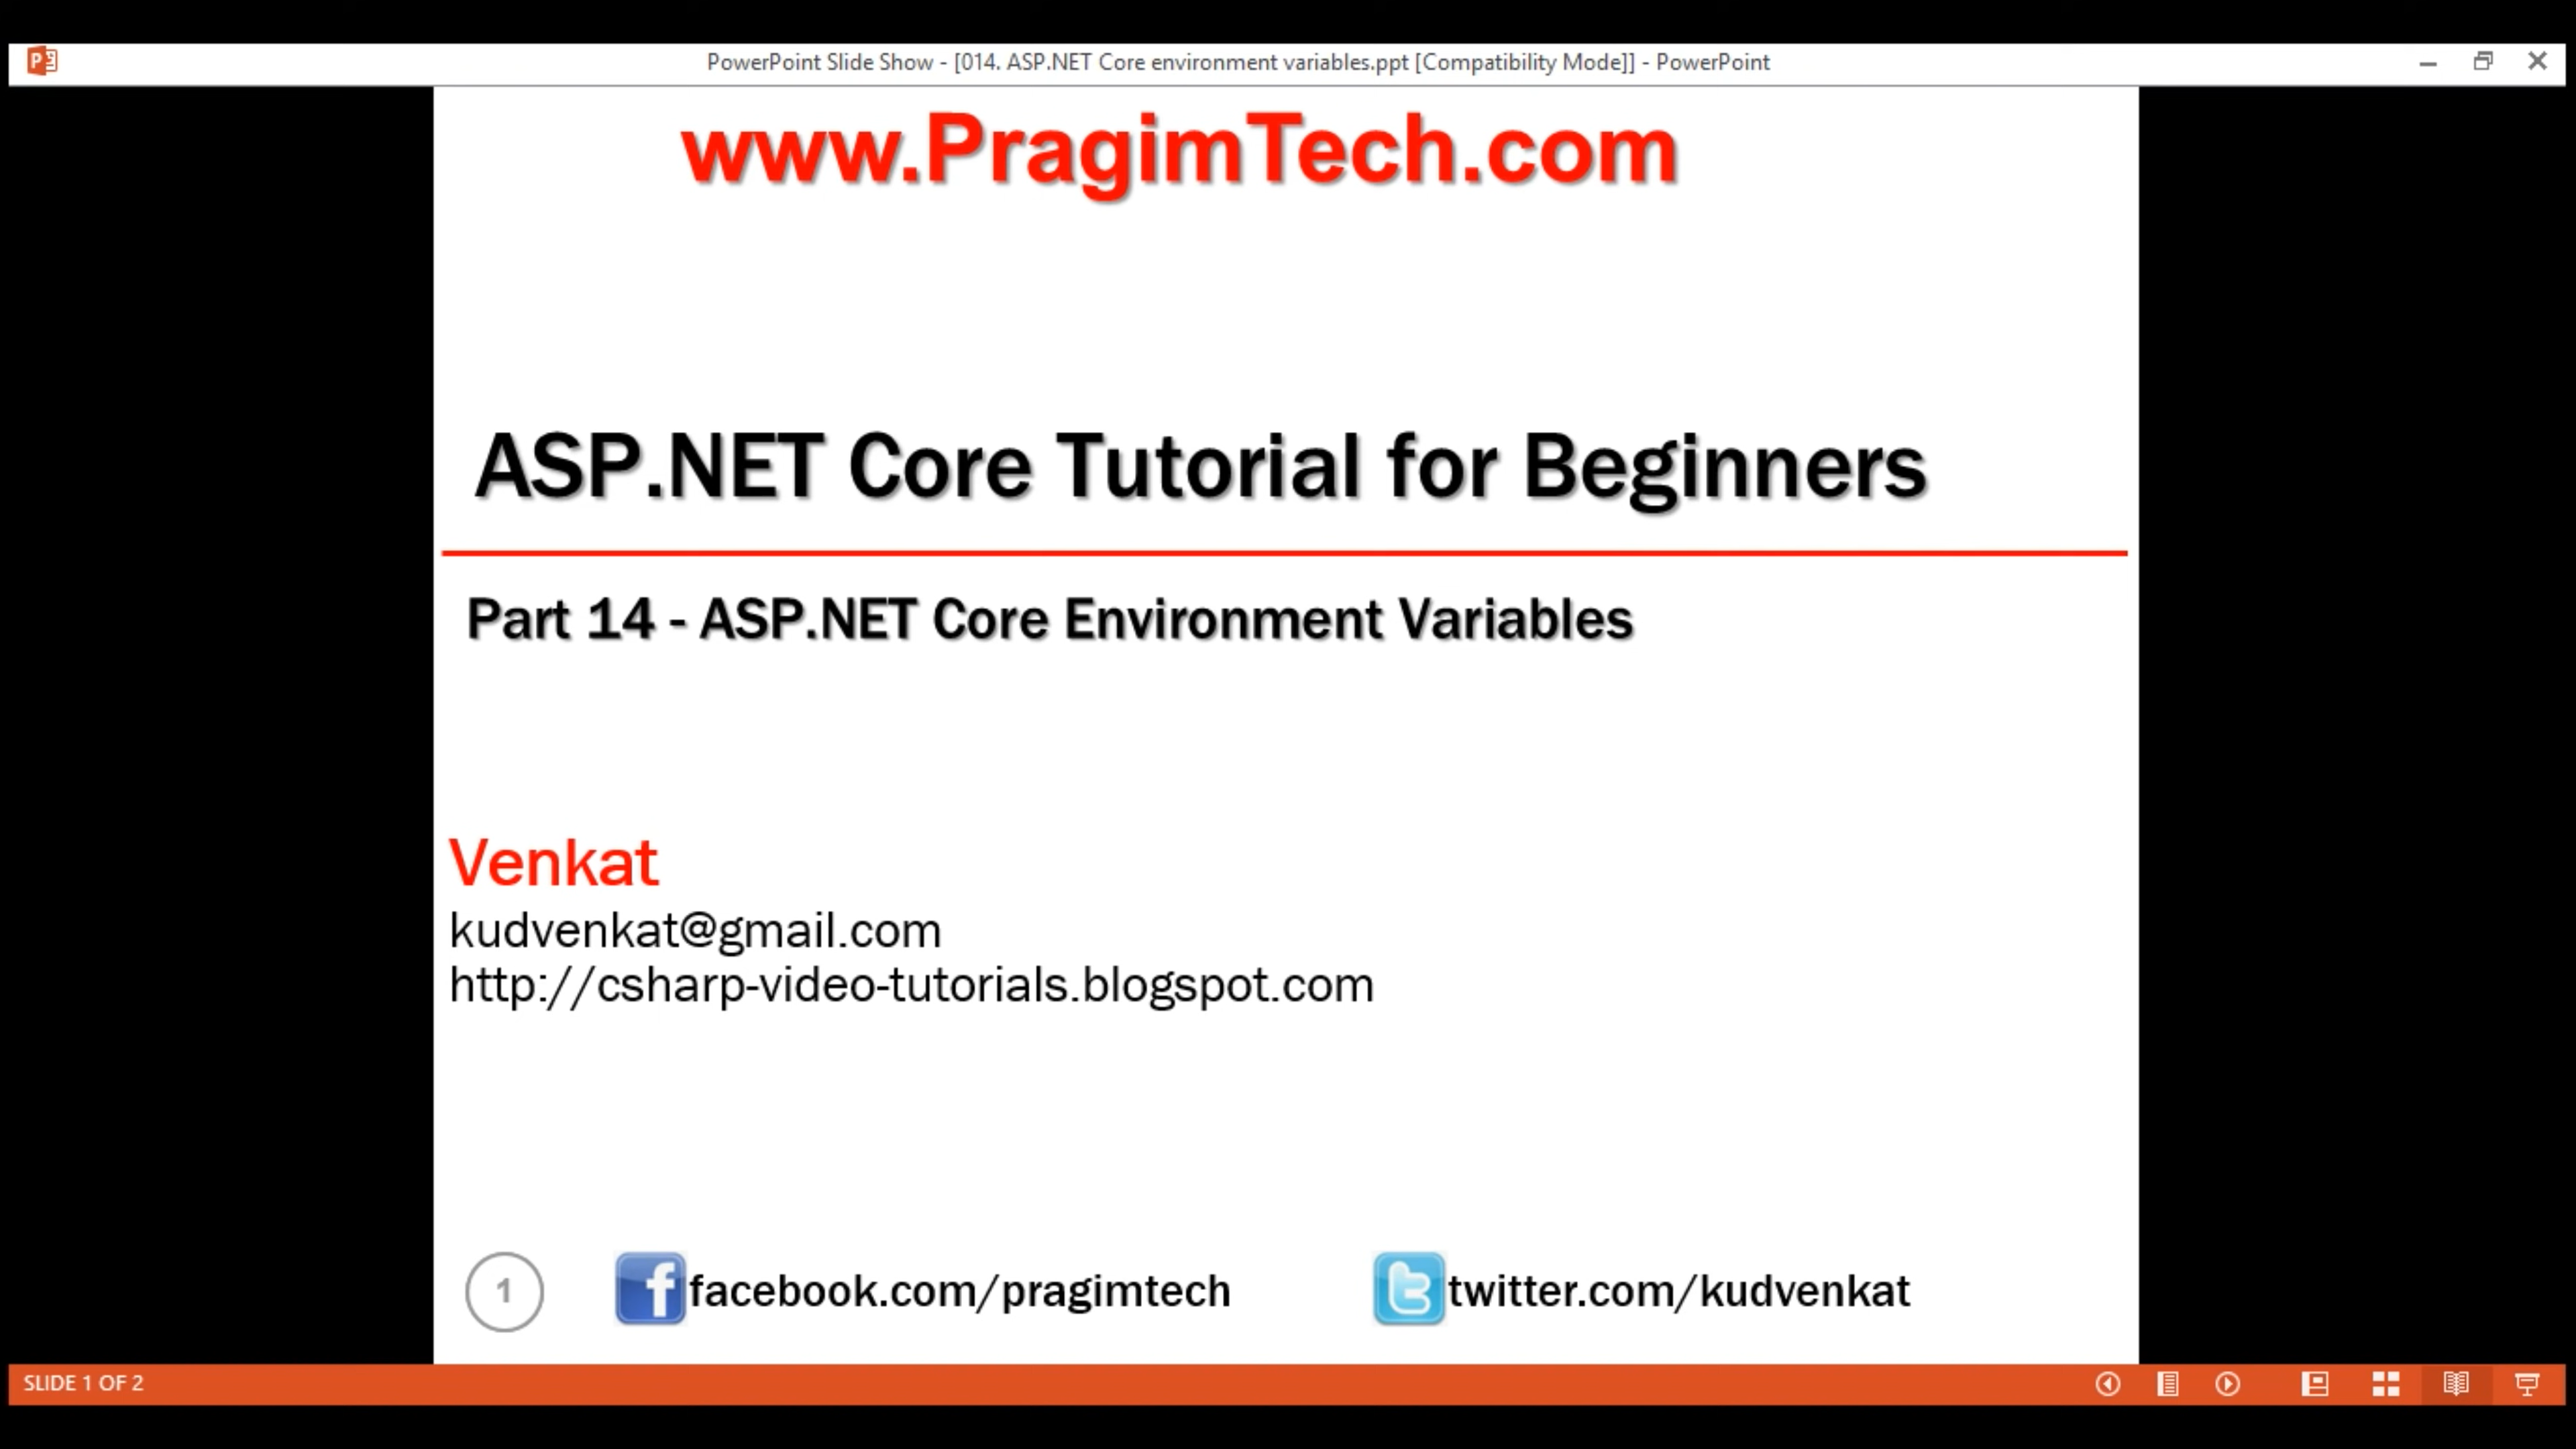 PowerPoint Slide Show - [014. ASP.NET Core environment variables.ppt [Compatibility Mode]] - PowerPoint
www.PragimTech.com
ASP.NET Core Tutorial for Beginners
Part 14 - ASP.NET Core Environment Variables
Venkat
kudvenkat@gmail.com
http://csharp-video-tutorials.blogspot.com
1 facebook.com/pragimtech twitter.com/kudvenkat
SLIDE 1 OF 2